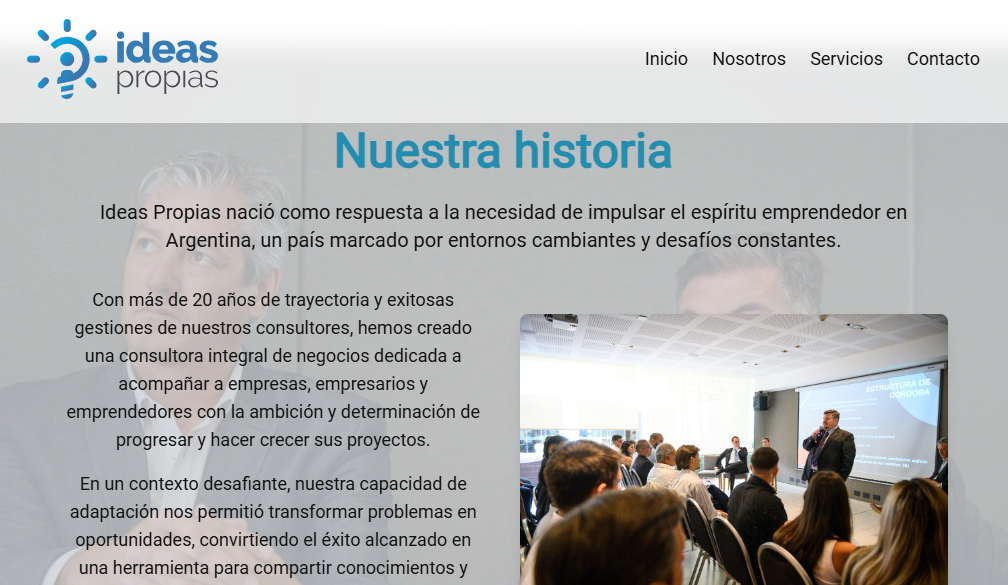 ideas
propias
Inicio Nosotros Servicios Contacto
Nuestra historia
Ideas Propias nació como respuesta a la necesidad de impulsar el espíritu emprendedor en
Argentina, un país marcado por entornos cambiantes y desafíos constantes.
Con más de 20 años de trayectoria y exitosas
gestiones de nuestros consultores, hemos creado
una consultora integral de negocios dedicada a
acompañar a empresas, empresarios y
emprendedores con la ambición y determinación de
progresar y hacer crecer sus proyectos.
En un contexto desafiante, nuestra capacidad de
adaptación nos permitió transformar problemas en
oportunidades, convirtiendo el éxito alcanzado en
una herramienta para compartir conocimientos y
ESTRUCTURA DE
CÓRDOBA